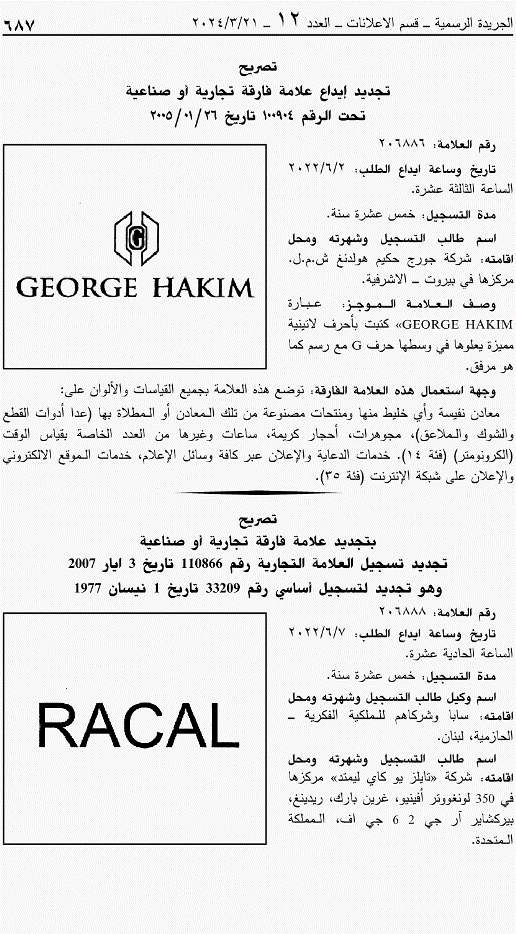 الجريدة الرسمية ـ قسم الاعلانات ـ العدد ١٢ ـ ٢٠٢٤/٣/٢١
٦٨٧
تصريح
تجديد إيداع علامة فارقة تجارية أو صناعية
تحت الرقم ١٠٠٩٠٤ تاريخ ٢٠٠٥/٠١/٢٦
رقم العلامة: ٢٠٦٨٨٦
تاريخ وساعة ايداع الطلب: ٢٠٢٢/٦/٢
الساعة الثالثة عشرة.
مدة التسجيل: خمس عشرة سنة.
اسم طالب التسجيل وشهرته ومحل
اقامته: شركة جورج حكيم هولدنغ ش.م.ل.
مركزها في بيروت ـ الاشرفية.
وصف العلامة الموجز: عبارة
GEORGE HAKIM» كتبت بأحرف لاتينية
مميزة يعلوها في وسطها حرف G مع رسم كما
هو مرفق.
G
GEORGE HAKIM
وجهة استعمال هذه العلامة الفارقة: توضع هذه العلامة بجميع القياسات والألوان على:
معادن نفيسة وأي خليط منها ومنتجات مصنوعة من تلك المعادن أو المطلاة بها (عدا أدوات القطع
والشوك والملاعق)، مجوهرات، أحجار كريمة، ساعات وغيرها من العدد الخاصة بقياس الوقت
(الكرونومتر) (فئة ١٤). خدمات الدعاية والإعلان عبر كافة وسائل الإعلام، خدمات الموقع الالكتروني
والإعلان على شبكة الإنترنت (فئة ٣٥).
تصريح
بتجديد علامة فارقة تجارية أو صناعية
تجديد تسجيل العلامة التجارية رقم 110866 تاريخ 3 ايار 2007
وهو تجديد لتسجيل أساسي رقم 33209 تاريخ 1 نيسان 1977
رقم العلامة: ٢٠٦٨٨٨
تاريخ وساعة ايداع الطلب: ٢٠٢٢/٦/٧
الساعة الحادية عشرة.
مدة التسجيل: خمس عشرة سنة.
اسم وكيل طالب التسجيل وشهرته ومحل
اقامته: سابا وشركاهم للملكية الفكرية ـ
الحازمية، لبنان.
اسم طالب التسجيل وشهرته ومحل
اقامته: شركة «تايلز يو كاي ليمتد» مركزها
في 350 لونغووتر أفينيو، غرين بارك، ريدينغ،
بيركشاير آر جي 2 6 جي اف، المملكة
المتحدة.
RACAL